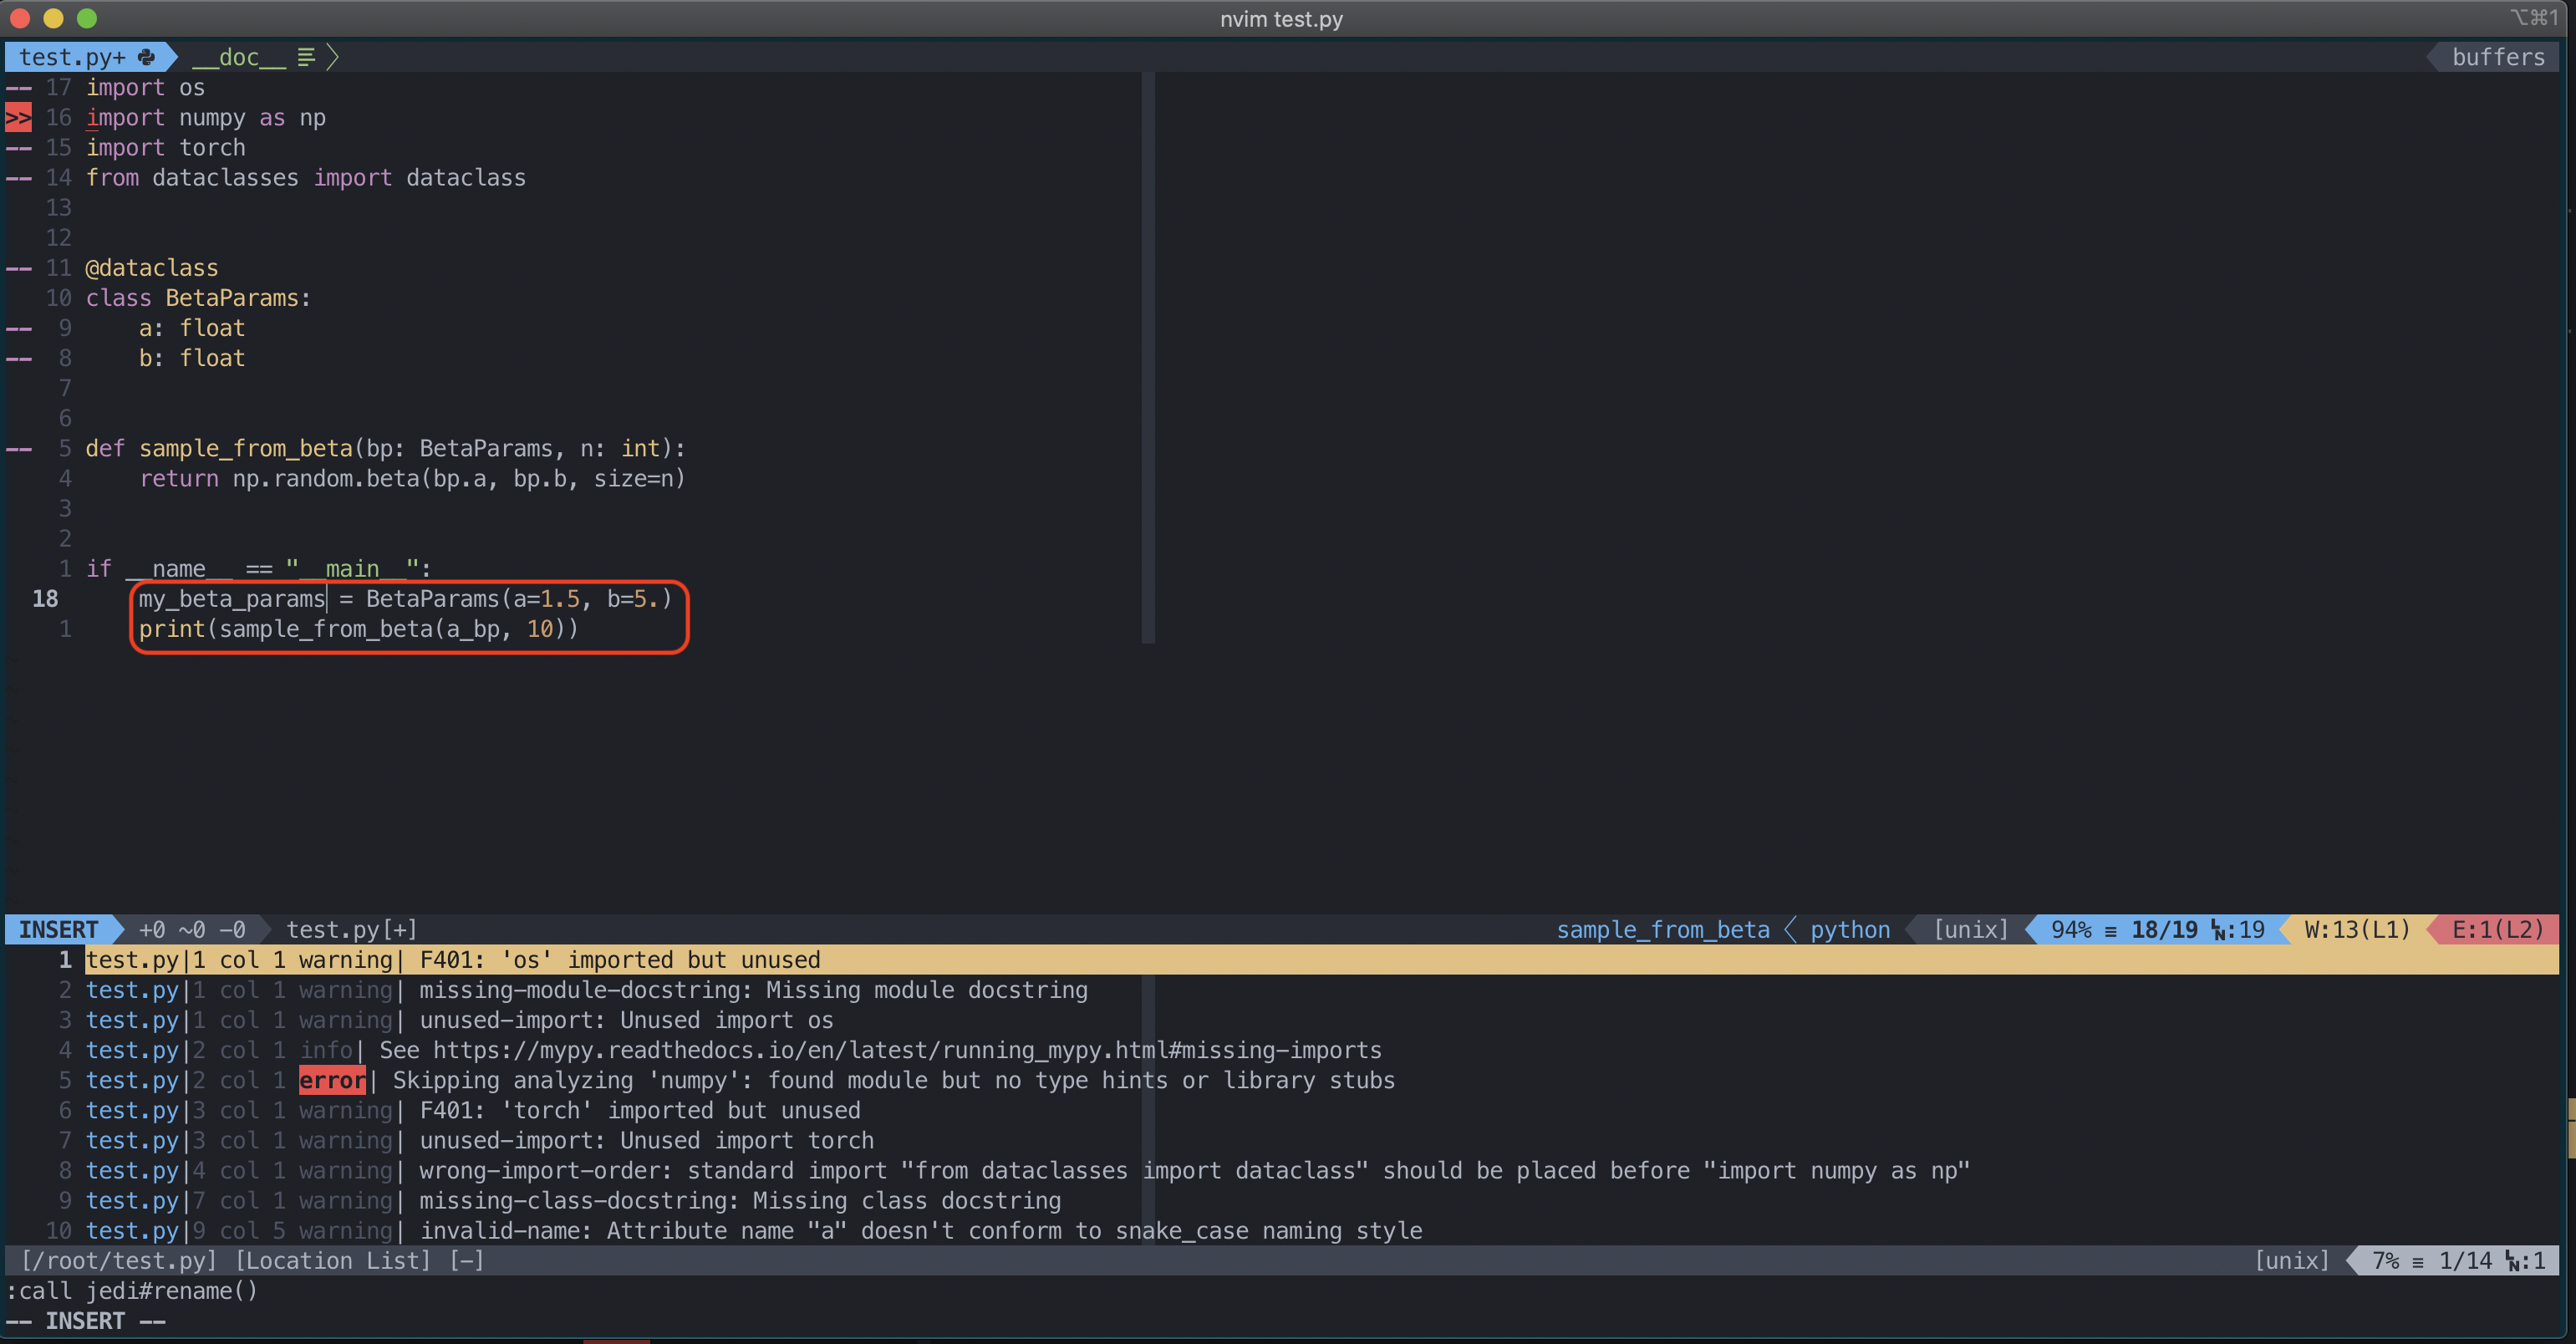 nvim test.py
⌥⌘1
test.py+ __doc__ buffers
-- 17 import os
>> 16 import numpy as np
-- 15 import torch
-- 14 from dataclasses import dataclass
13
12
-- 11 @dataclass
10 class BetaParams:
-- 9     a: float
-- 8     b: float
7
6
-- 5 def sample_from_beta(bp: BetaParams, n: int):
4     return np.random.beta(bp.a, bp.b, size=n)
3
2
1 if __name__ == "__main__":
18     my_beta_params = BetaParams(a=1.5, b=5.)
1     print(sample_from_beta(a_bp, 10))
INSERT +0 ~0 -0 test.py[+] sample_from_beta python [unix] 94% ≡ 18/19 ㏑:19 W:13(L1) E:1(L2)
1 test.py|1 col 1 warning| F401: 'os' imported but unused
2 test.py|1 col 1 warning| missing-module-docstring: Missing module docstring
3 test.py|1 col 1 warning| unused-import: Unused import os
4 test.py|2 col 1 info| See https://mypy.readthedocs.io/en/latest/running_mypy.html#missing-imports
5 test.py|2 col 1 error| Skipping analyzing 'numpy': found module but no type hints or library stubs
6 test.py|3 col 1 warning| F401: 'torch' imported but unused
7 test.py|3 col 1 warning| unused-import: Unused import torch
8 test.py|4 col 1 warning| wrong-import-order: standard import "from dataclasses import dataclass" should be placed before "import numpy as np"
9 test.py|7 col 1 warning| missing-class-docstring: Missing class docstring
10 test.py|9 col 5 warning| invalid-name: Attribute name "a" doesn't conform to snake_case naming style
[/root/test.py] [Location List] [-] [unix] 7% ≡ 1/14 ㏑:1
:call jedi#rename()
-- INSERT --